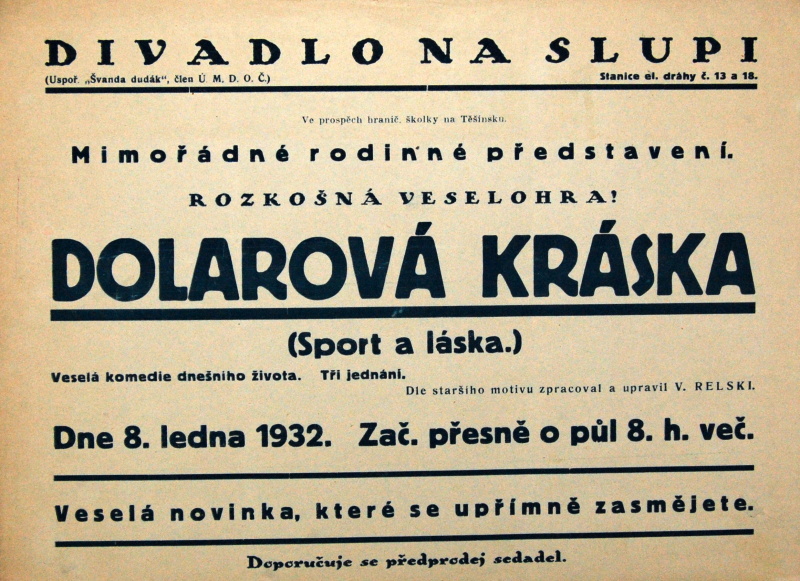 DIVADLO NA SLUPI
(Uspoř. „Švanda dudák“, člen Ú. M. D. O. Č.) Stanice el. dráhy č. 13 a 18.
Ve prospěch hranič. školky na Těšínsku.
Mimořádné rodinné představení.
ROZKOŠNÁ VESELOHRA!
DOLAROVÁ KRÁSKA
(Sport a láska.)
Veselá komedie dnešního života. Tři jednání.
Dle staršího motivu zpracoval a upravil V. RELSKI.
Dne 8. ledna 1932. Zač. přesně o půl 8. h. več.
Veselá novinka, které se upřímně zasmějete.
Doporučuje se předprodej sedadel.